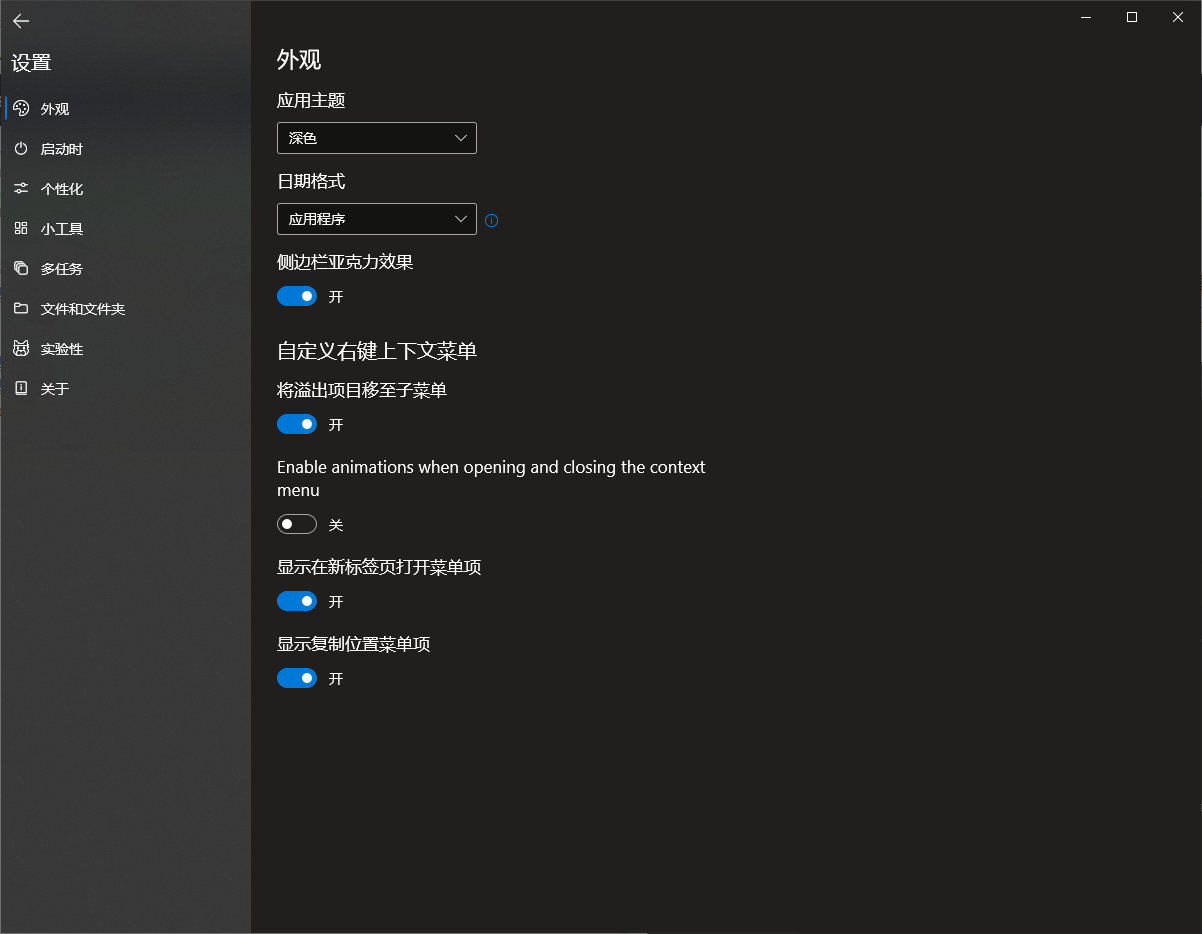 设置
外观
启动时
个性化
小工具
多任务
文件和文件夹
实验性
关于
外观
应用主题
深色
日期格式
应用程序
侧边栏亚克力效果
开
自定义右键上下文菜单
将溢出项目移至子菜单
开
Enable animations when opening and closing the context
menu
关
显示在新标签页打开菜单项
开
显示复制位置菜单项
开